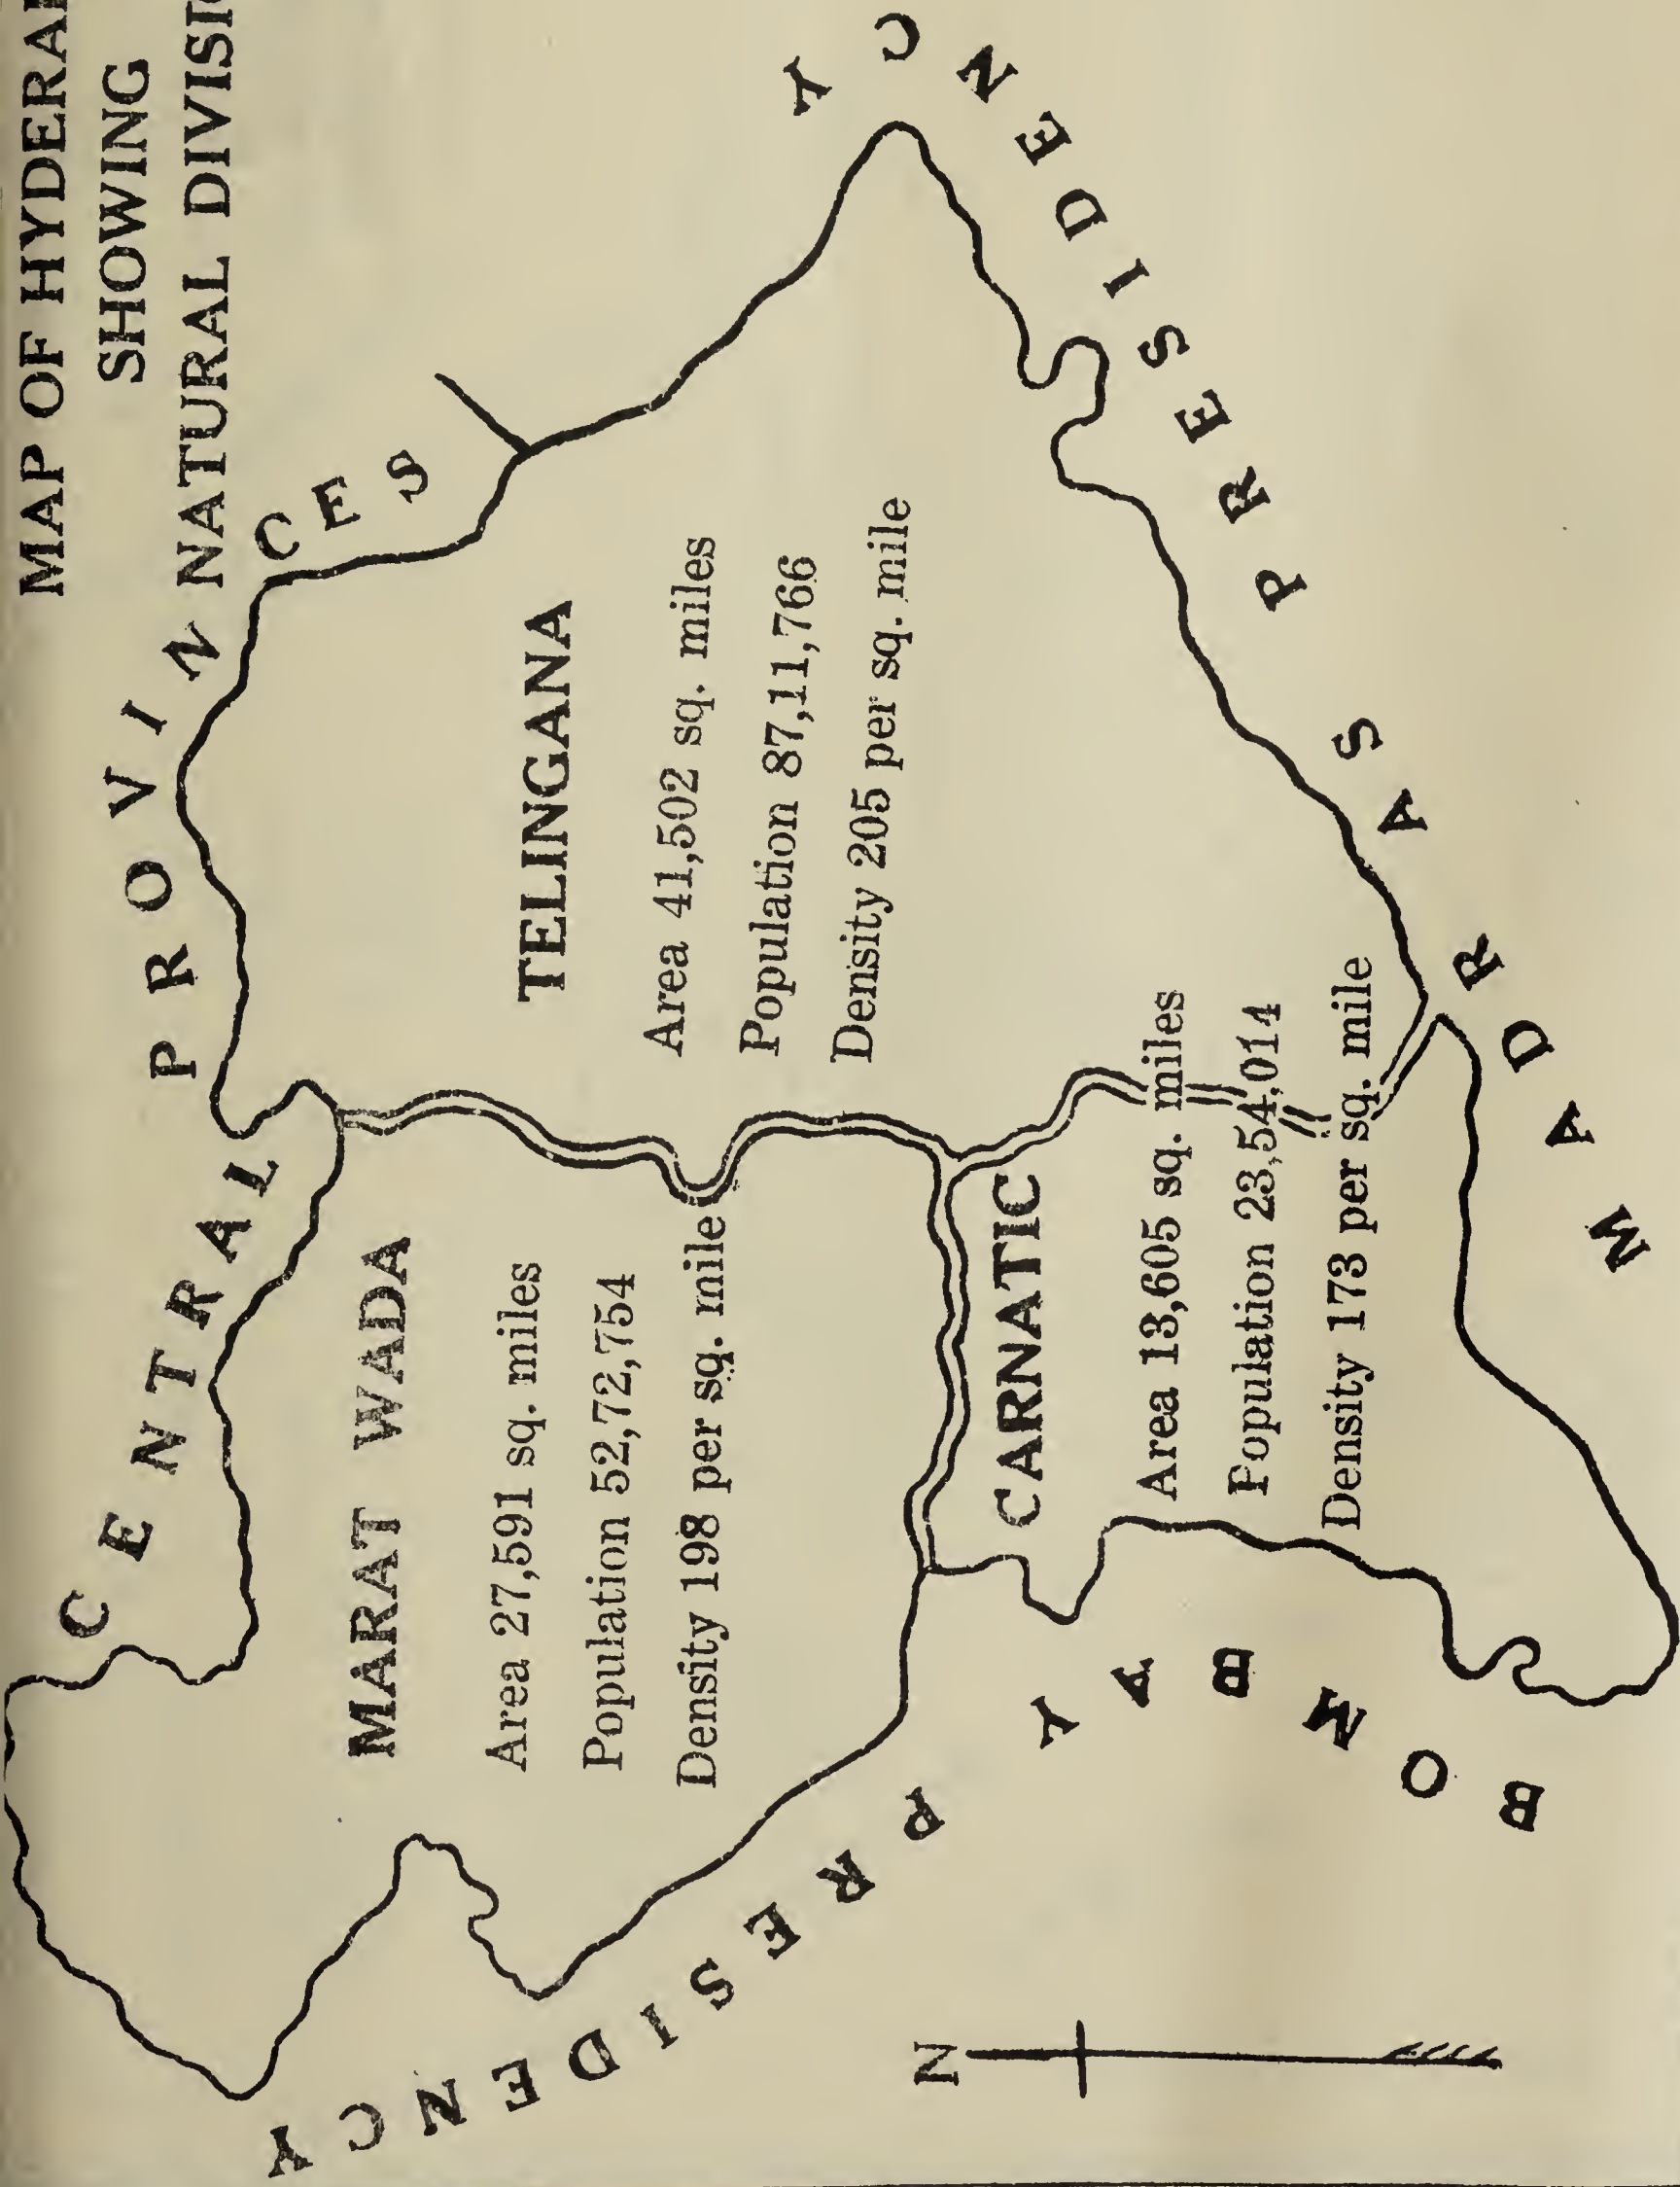 MAP OF HYDERA
SHOWING
NATURAL DIVISI
CENTRAL PROVINCES
MARAT WADA
Area 27,591 sq. miles
Population 52,72,754
Density 198 per sq. mile
TELINGANA
Area 41,502 sq. miles
Population 87,11,766
Density 205 per sq. mile
CARNATIC
Area 13,605 sq. miles
Population 23,54,014
Density 173 per sq. mile
BOMBAY PRESIDENCY
MADRAS PRESIDENCY
N